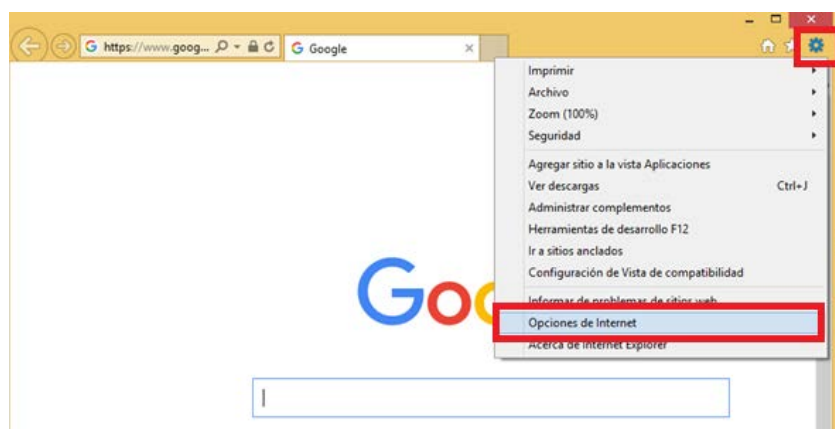 https://www.goog...
Google
Imprimir
Archivo
Zoom (100%)
Seguridad
Agregar sitio a la vista Aplicaciones
Ver descargas Ctrl+J
Administrar complementos
Herramientas de desarrollo F12
Ir a sitios anclados
Configuración de Vista de compatibilidad
Informar de problemas de sitios web
Opciones de Internet
Acerca de Internet Explorer
Goo